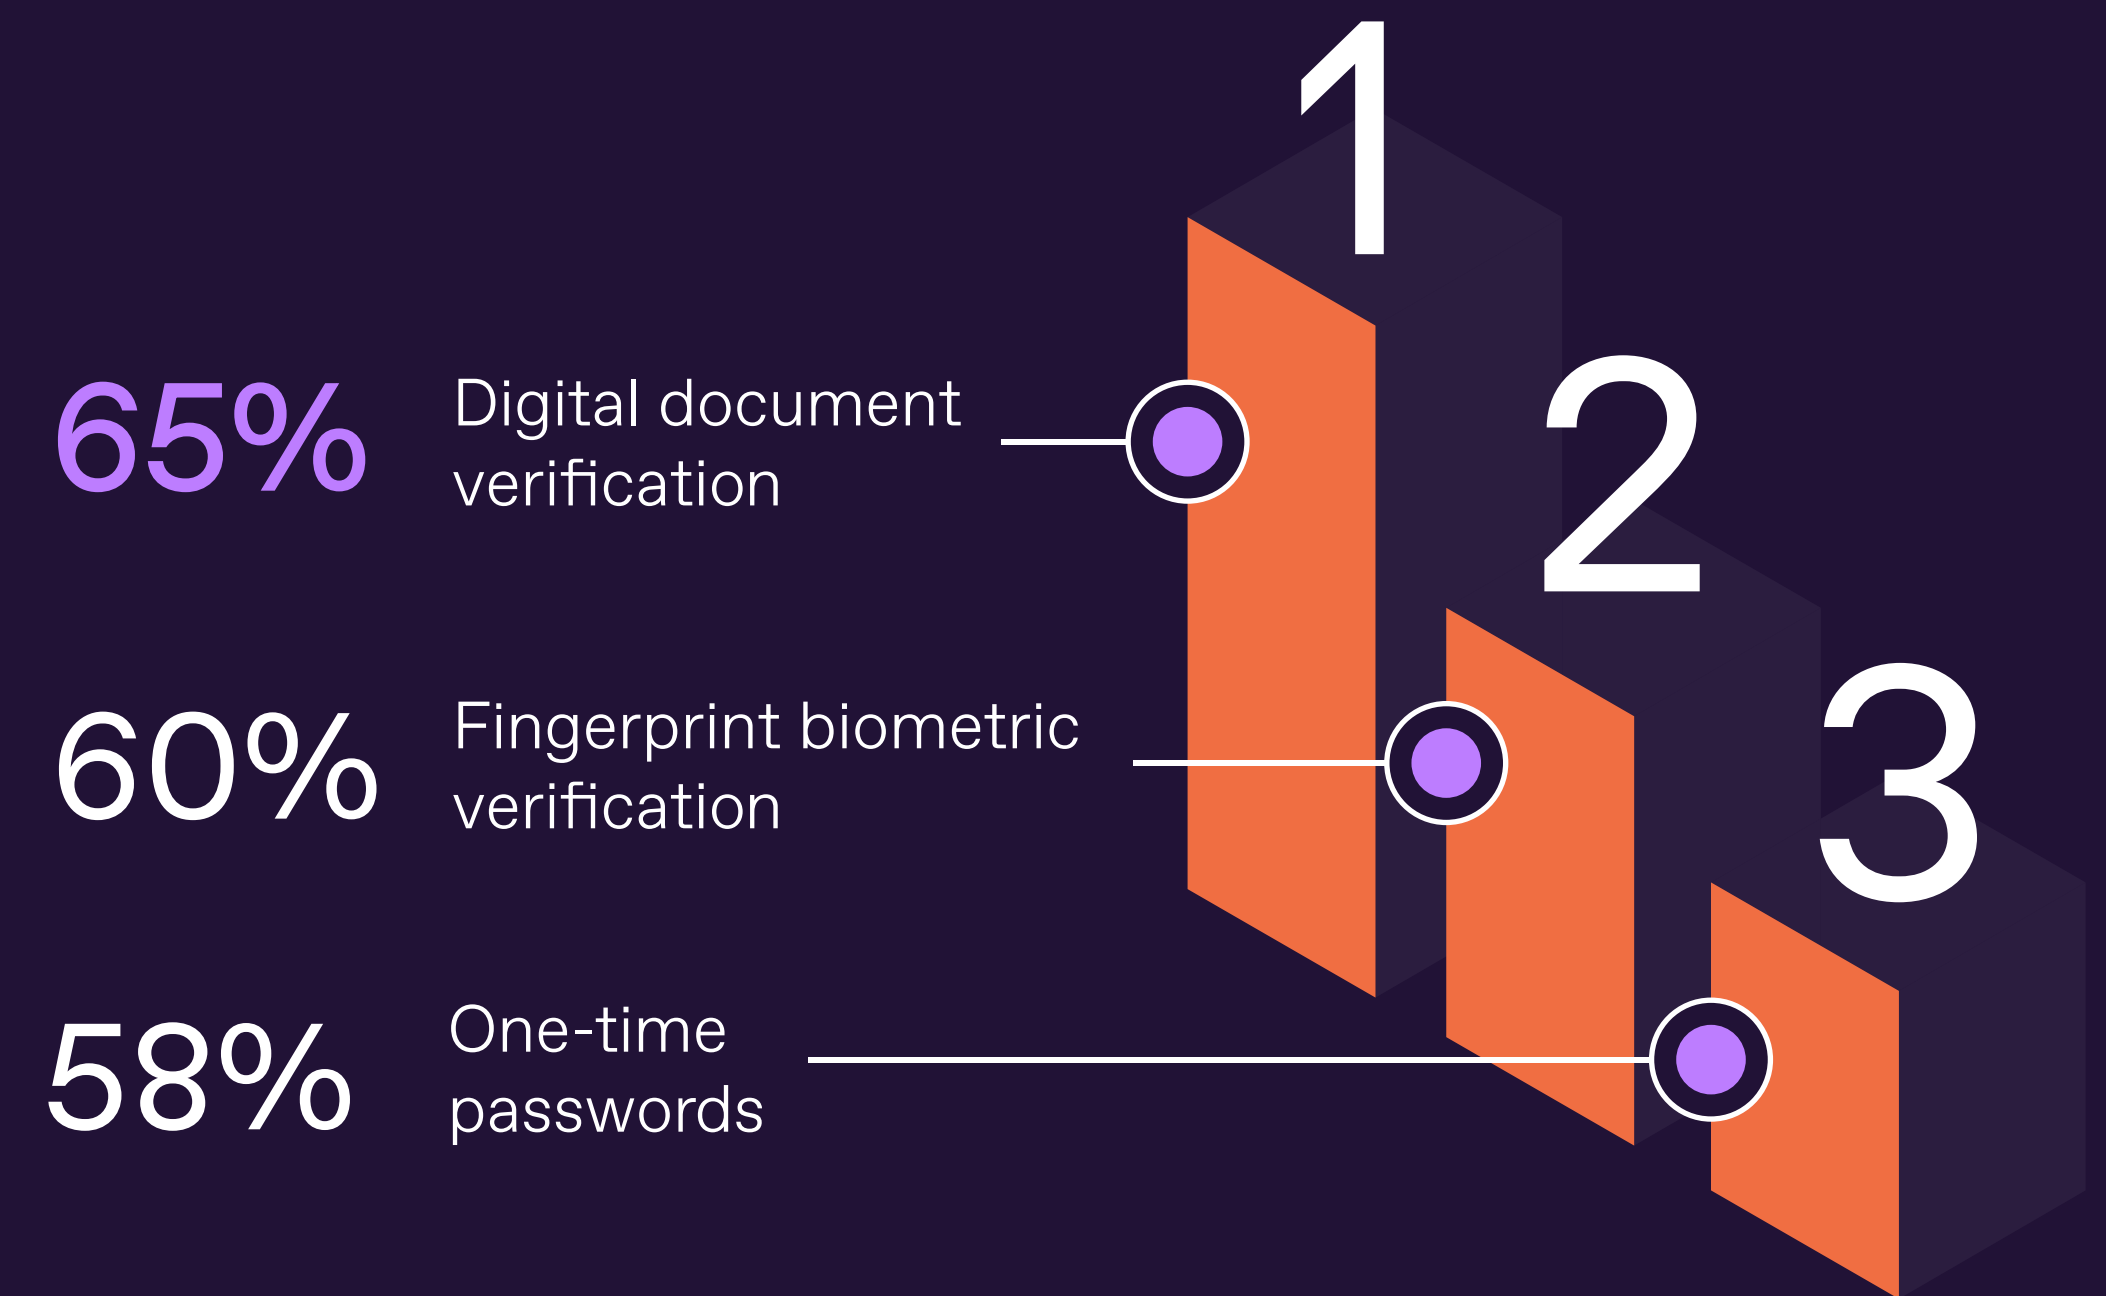 1
65%
Digital document
verification
2
60%
Fingerprint biometric
verification
3
58%
One-time
passwords